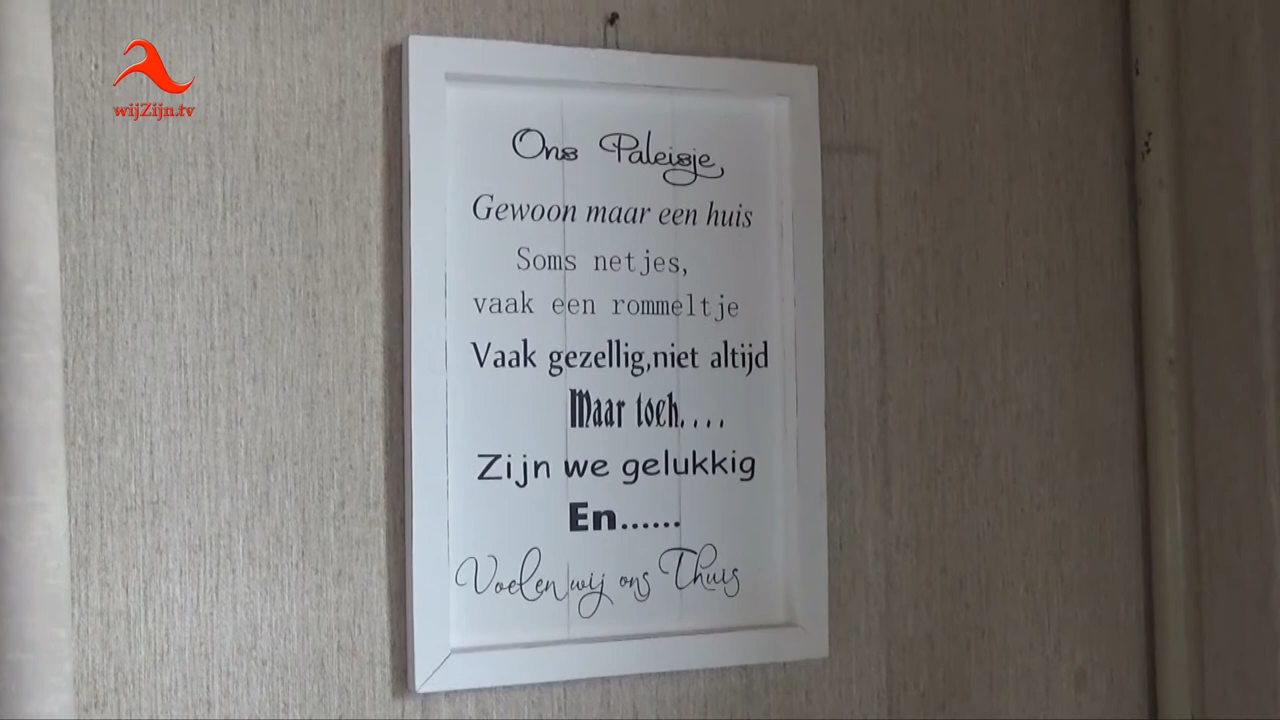 wijZijn.tv
Ons Paleisje
Gewoon maar een huis
Soms netjes,
vaak een rommeltje
Vaak gezellig,niet altijd
Maar toch....
Zijn we gelukkig
En......
Voelen wij ons Thuis